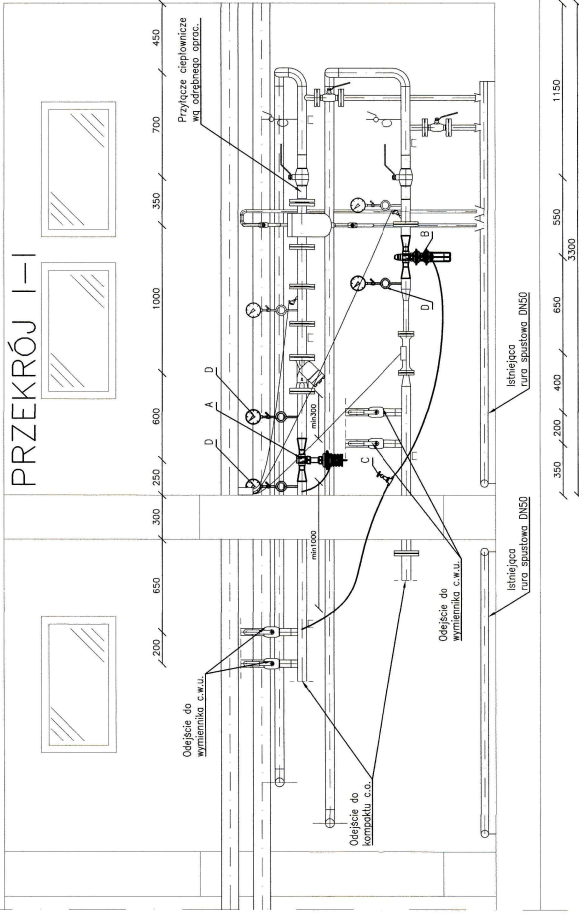 PRZEKRÓJ I-I
200
650
300
250
600
1000
350
700
450
Przyłącze ciepłownicze
wg odrębnego oprac.
D
A
D
Odejście do
wymiennika c.w.u.
min1000
min300
C
D
B
Odejście do
kompaktu c.o.
Odejście do
wymiennika c.w.u.
Istniejąca
rura spustowa DN50
Istniejąca
rura spustowa DN50
350
200
400
650
550
1150
3300